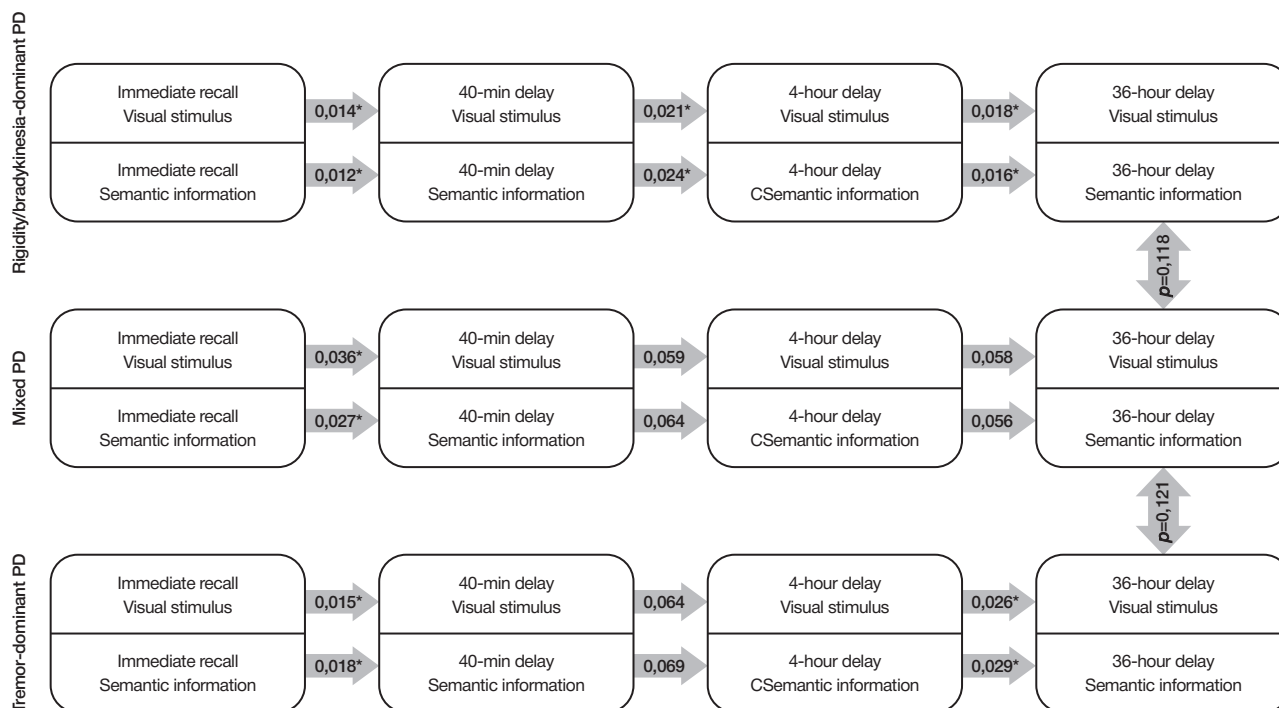 Rigidity/bradykinesia-dominant PD
Immediate recall
Visual stimulus
0,014*
40-min delay
Visual stimulus
0,021*
4-hour delay
Visual stimulus
0,018*
36-hour delay
Visual stimulus
Immediate recall
Semantic information
0,012*
40-min delay
Semantic information
0,024*
4-hour delay
CSemantic information
0,016*
36-hour delay
Semantic information
p=0,118
Mixed PD
Immediate recall
Visual stimulus
0,036*
40-min delay
Visual stimulus
0,059
4-hour delay
Visual stimulus
0,058
36-hour delay
Visual stimulus
Immediate recall
Semantic information
0,027*
40-min delay
Semantic information
0,064
4-hour delay
CSemantic information
0,056
36-hour delay
Semantic information
p=0,121
Tremor-dominant PD
Immediate recall
Visual stimulus
0,015*
40-min delay
Visual stimulus
0,064
4-hour delay
Visual stimulus
0,026*
36-hour delay
Visual stimulus
Immediate recall
Semantic information
0,018*
40-min delay
Semantic information
0,069
4-hour delay
CSemantic information
0,029*
36-hour delay
Semantic information